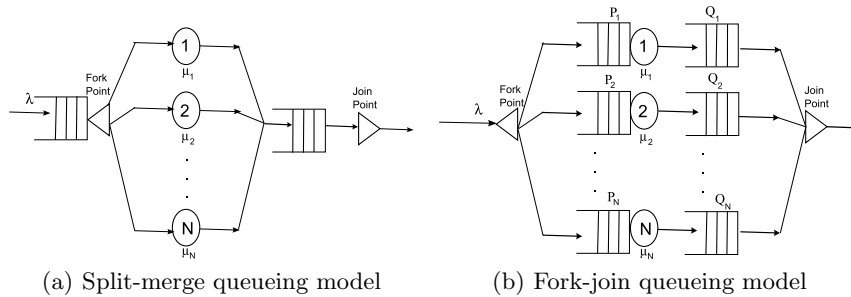 λ
Fork
Point
1
μ1
2
μ2
N
μN
Join
Point
(a) Split-merge queueing model
λ
Fork
Point
P1
1
μ1
Q1
P2
2
μ2
Q2
PN
N
μN
QN
Join
Point
(b) Fork-join queueing model